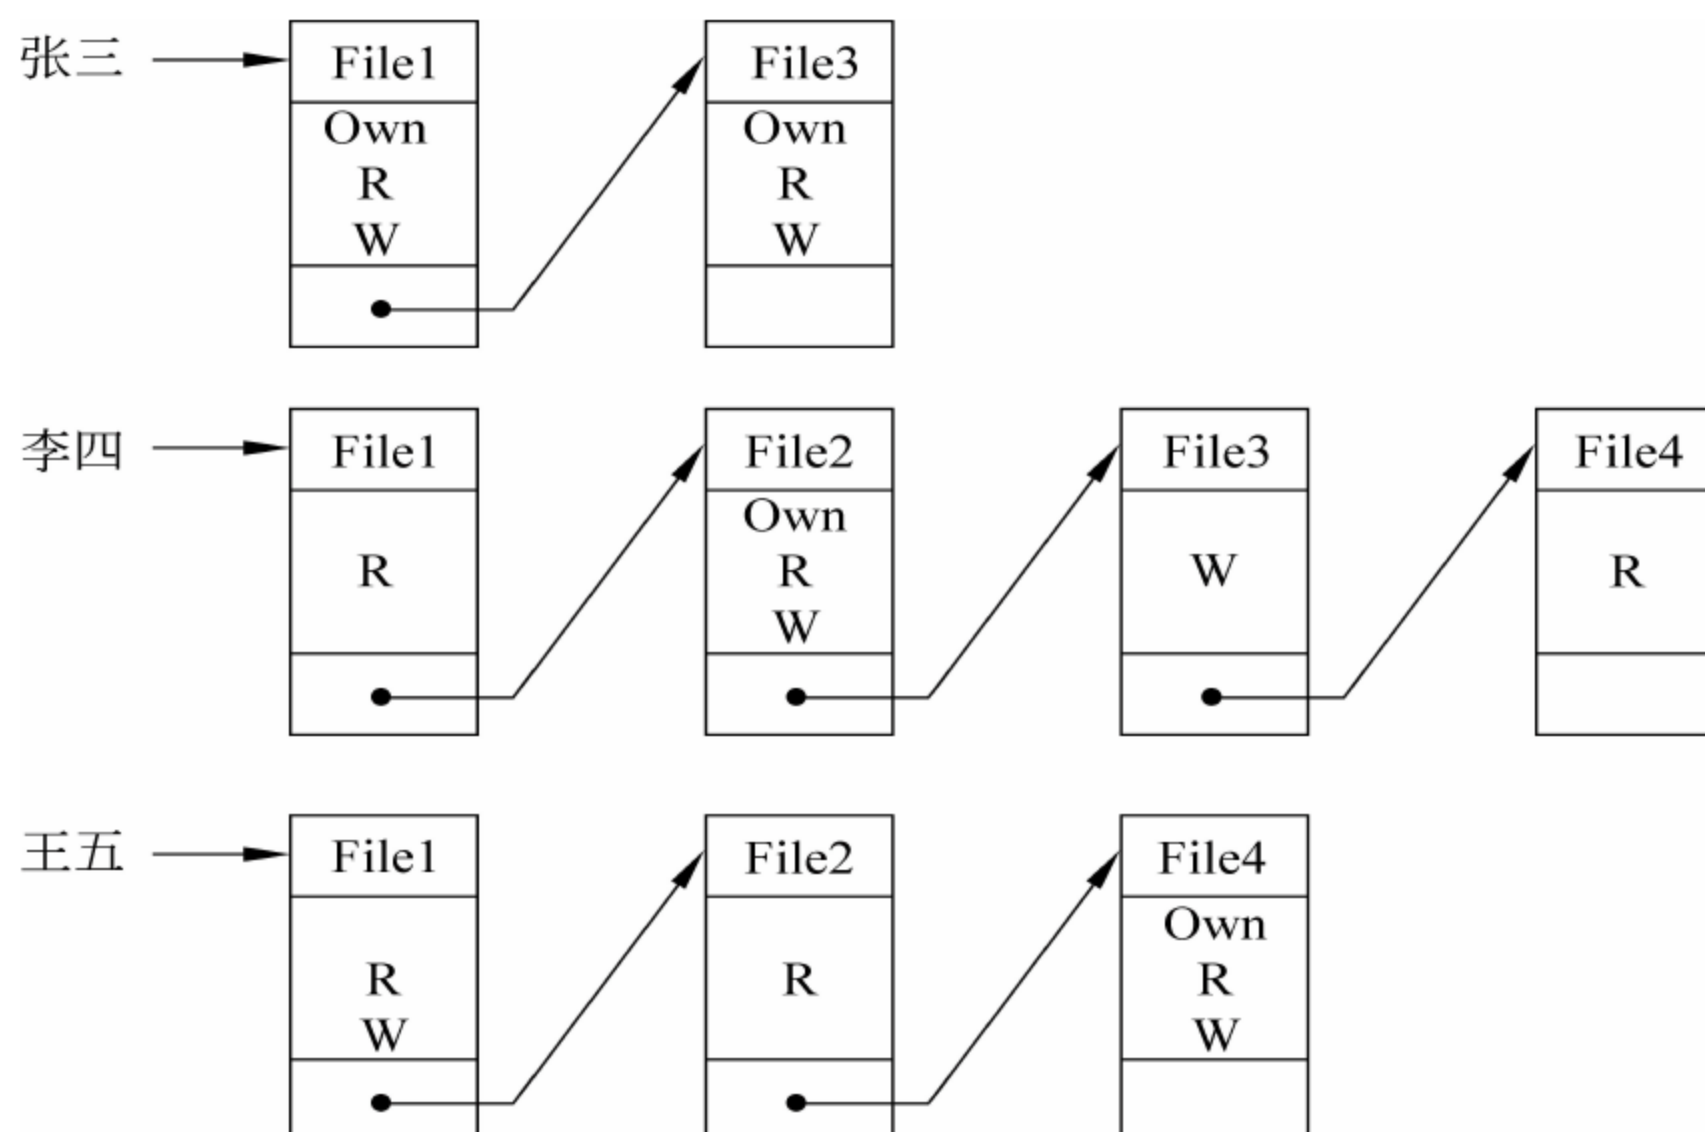 张三 File1 File3
Own Own
R R
W W
李四 File1 File2 File3 File4
Own
R R W R
W
王五 File1 File2 File4
Own
R R R
W W